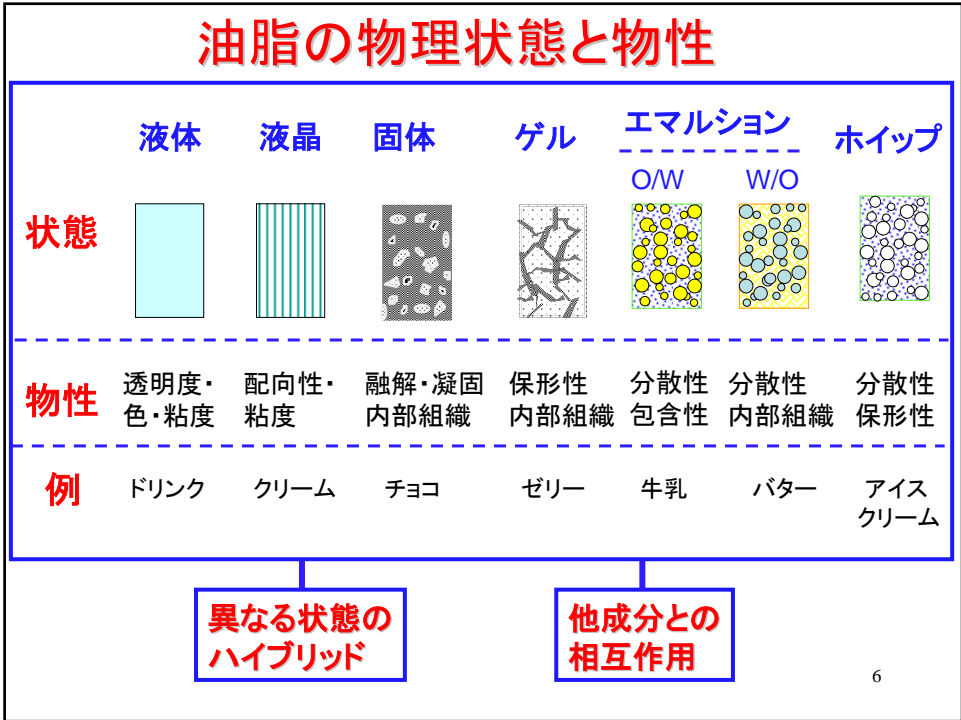 油脂の物理状態と物性
液体 液晶 固体 ゲル エマルション ホイップ
O/W W/O
状態
物性
透明度・ 配向性・ 融解・凝固 保形性 分散性 分散性 分散性
色・粘度 粘度 内部組織 内部組織 包含性 内部組織 保形性
例 ドリンク クリーム チョコ ゼリー 牛乳 バター アイス
クリーム
異なる状態の 他成分との
ハイブリッド 相互作用
6